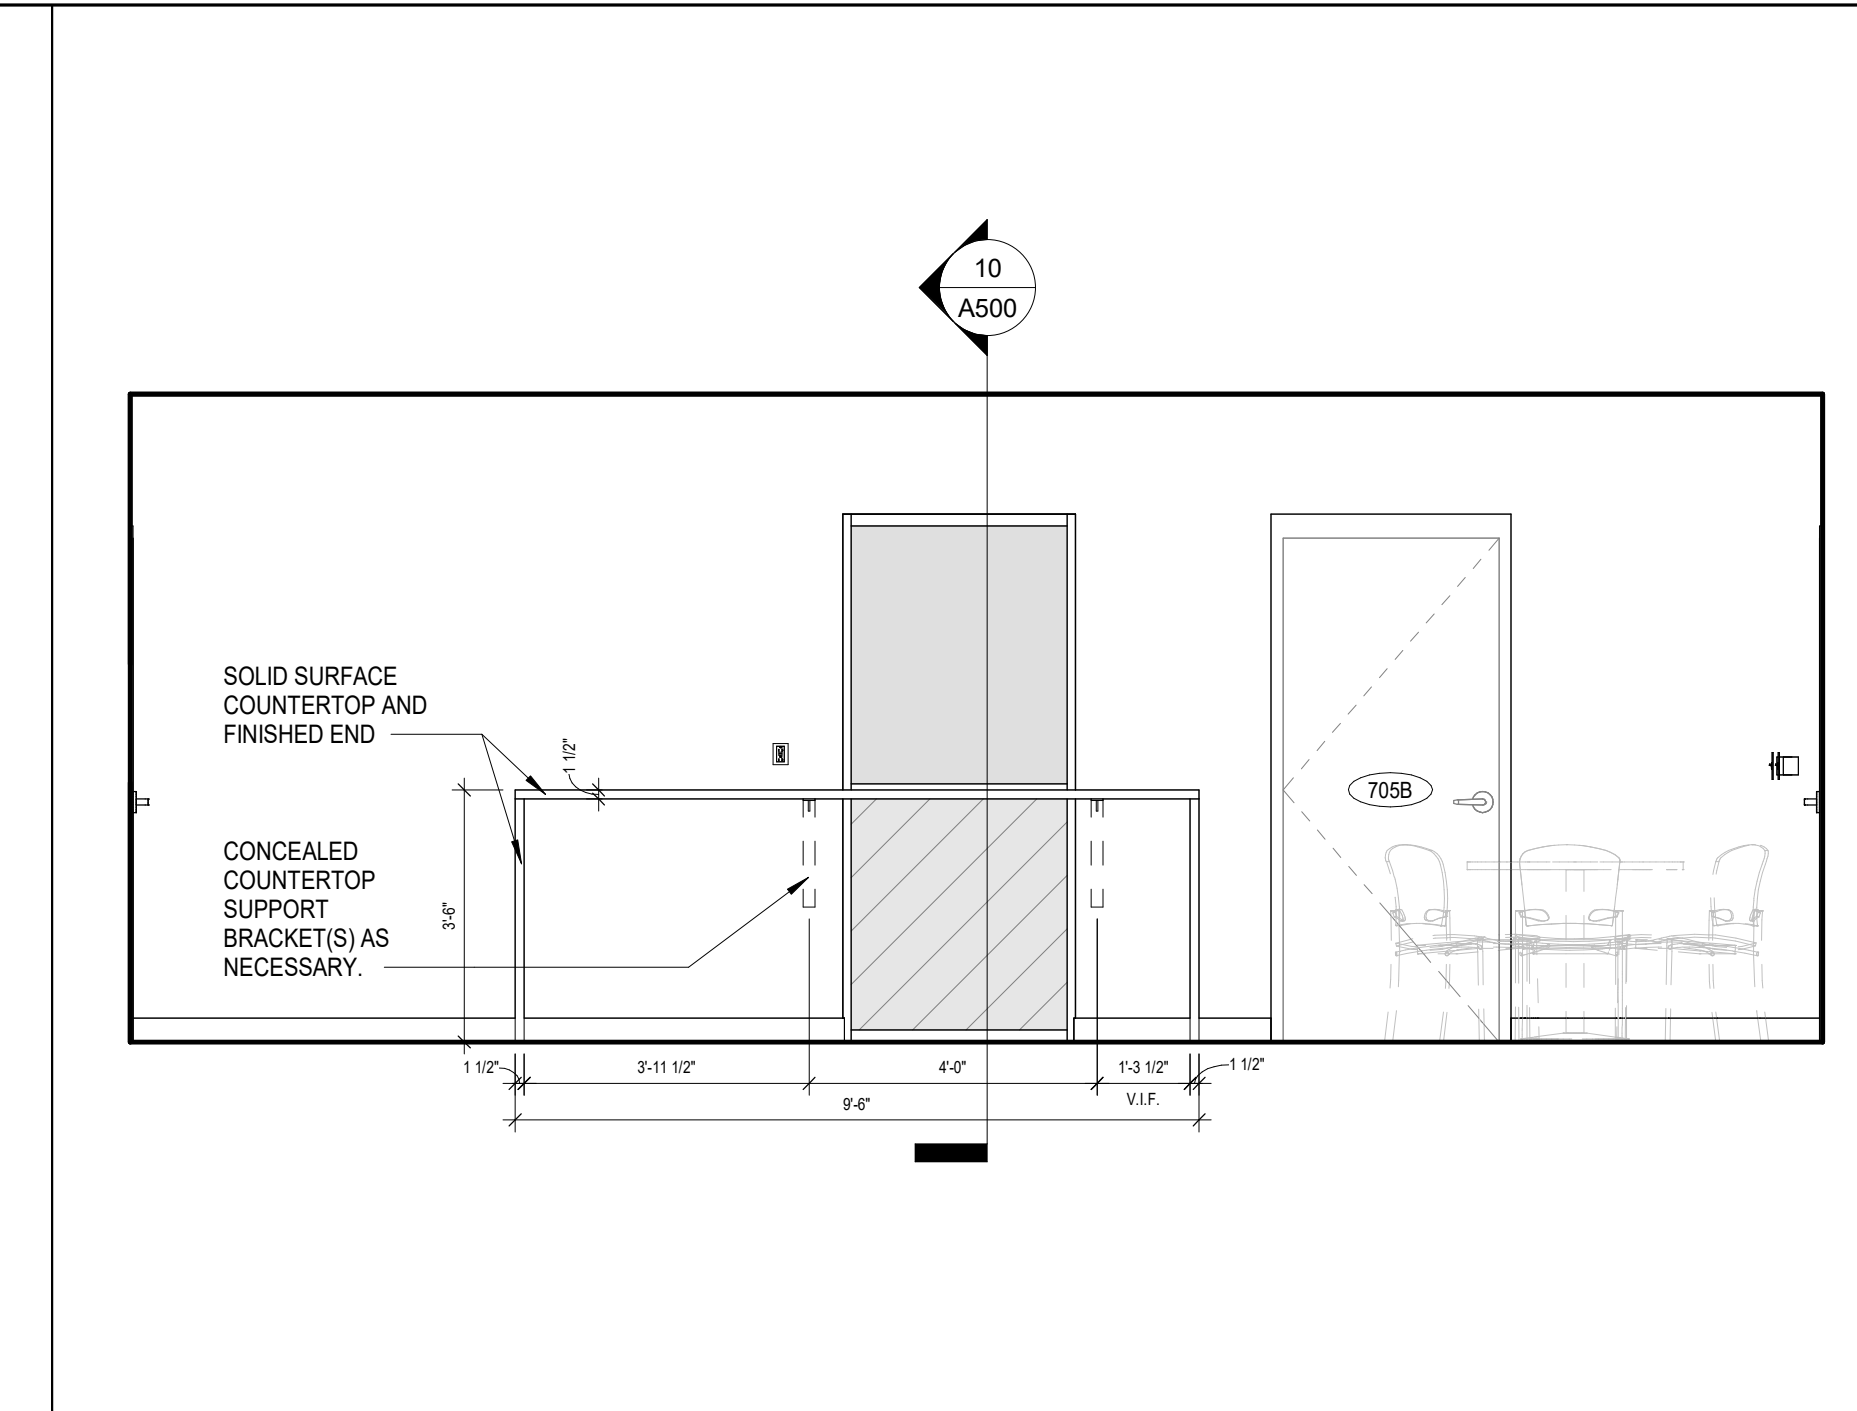 10
A500
SOLID SURFACE
COUNTERTOP AND
FINISHED END
1 1/2"
705B
CONCEALED
COUNTERTOP
SUPPORT
BRACKET(S) AS
NECESSARY.
3'-6"
1 1/2"
3'-11 1/2"
4'-0"
1'-3 1/2"
1 1/2"
V.I.F.
9'-6"